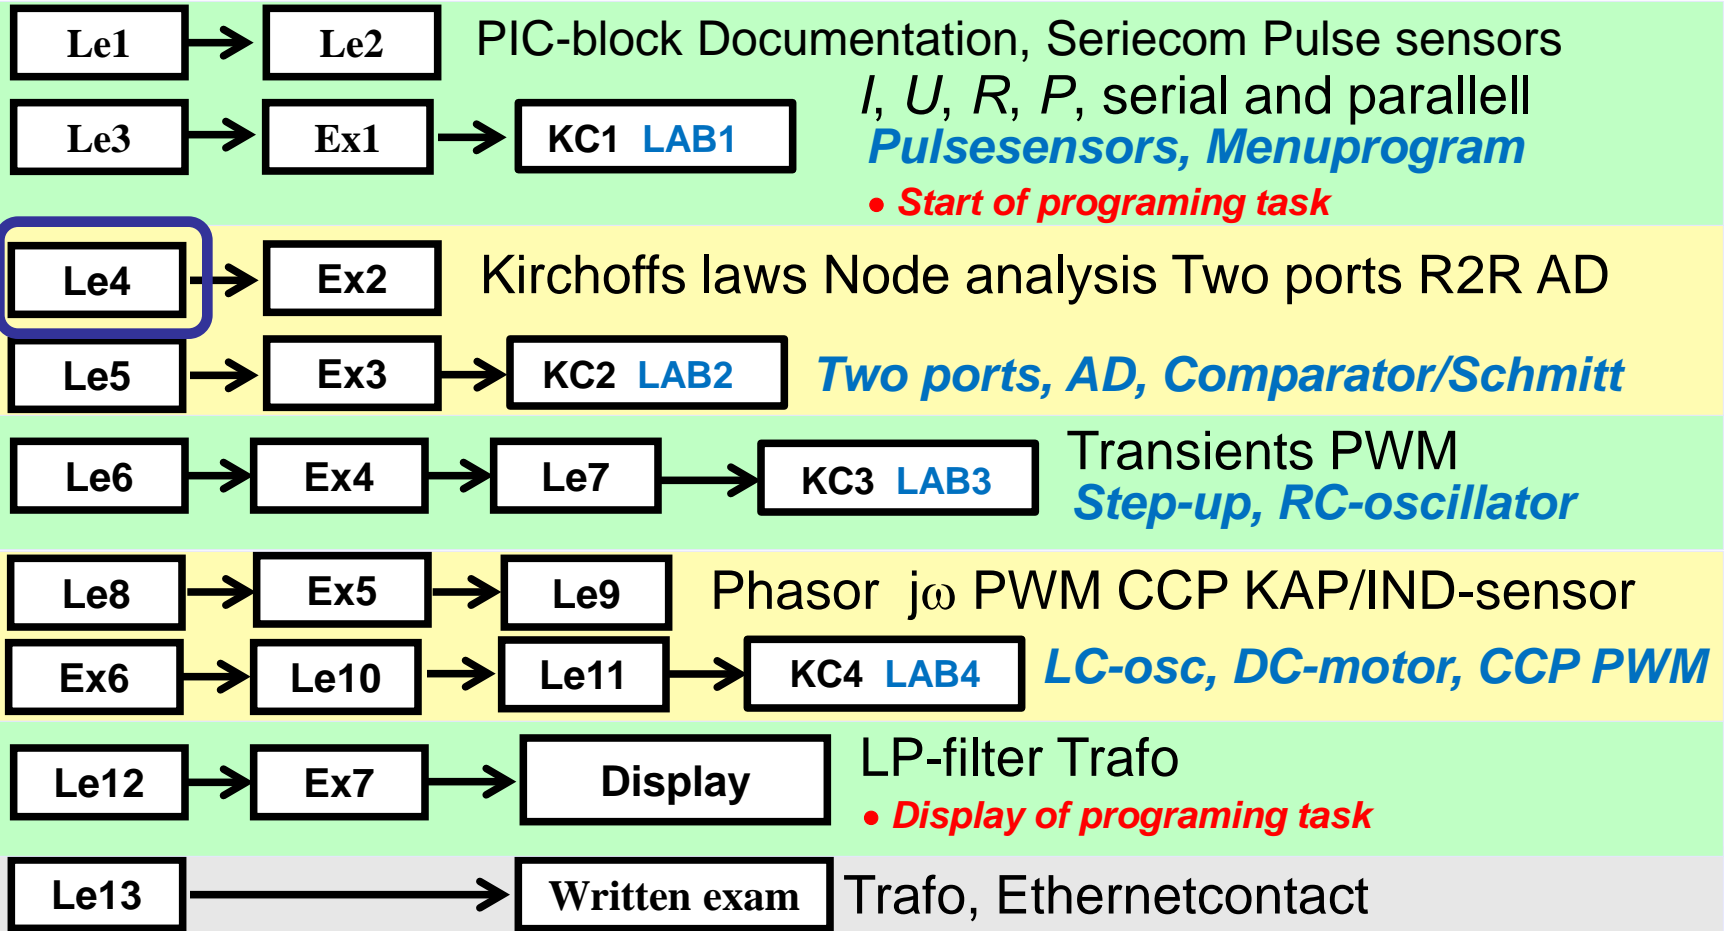 Le1 Le2 PIC-block Documentation, Seriecom Pulse sensors
I, U, R, P, serial and parallell
Le3 Ex1 KC1 LAB1 Pulsesensors, Menuprogram
• Start of programing task
Le4 Ex2 Kirchoffs laws Node analysis Two ports R2R AD
Le5 Ex3 KC2 LAB2 Two ports, AD, Comparator/Schmitt
Transients PWM
Le6 Ex4 Le7 KC3 LAB3 Step-up, RC-oscillator
Le8 Ex5 Le9 Phasor jω PWM CCP KAP/IND-sensor
Ex6 Le10 Le11 KC4 LAB4 LC-osc, DC-motor, CCP PWM
LP-filter Trafo
Le12 Ex7 Display
• Display of programing task
Le13 Written exam Trafo, Ethernetcontact